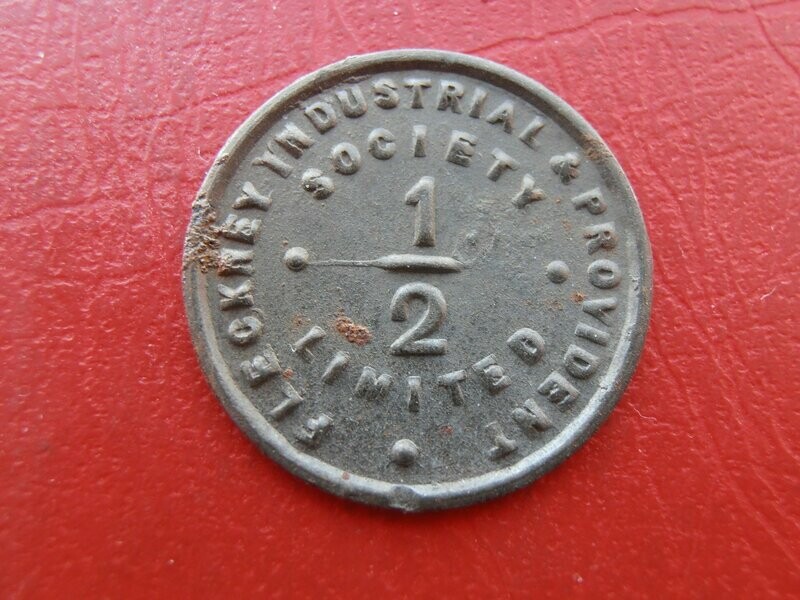 FLECKNEY INDUSTRIAL & PROVIDENT
SOCIETY
1/2
LIMITED